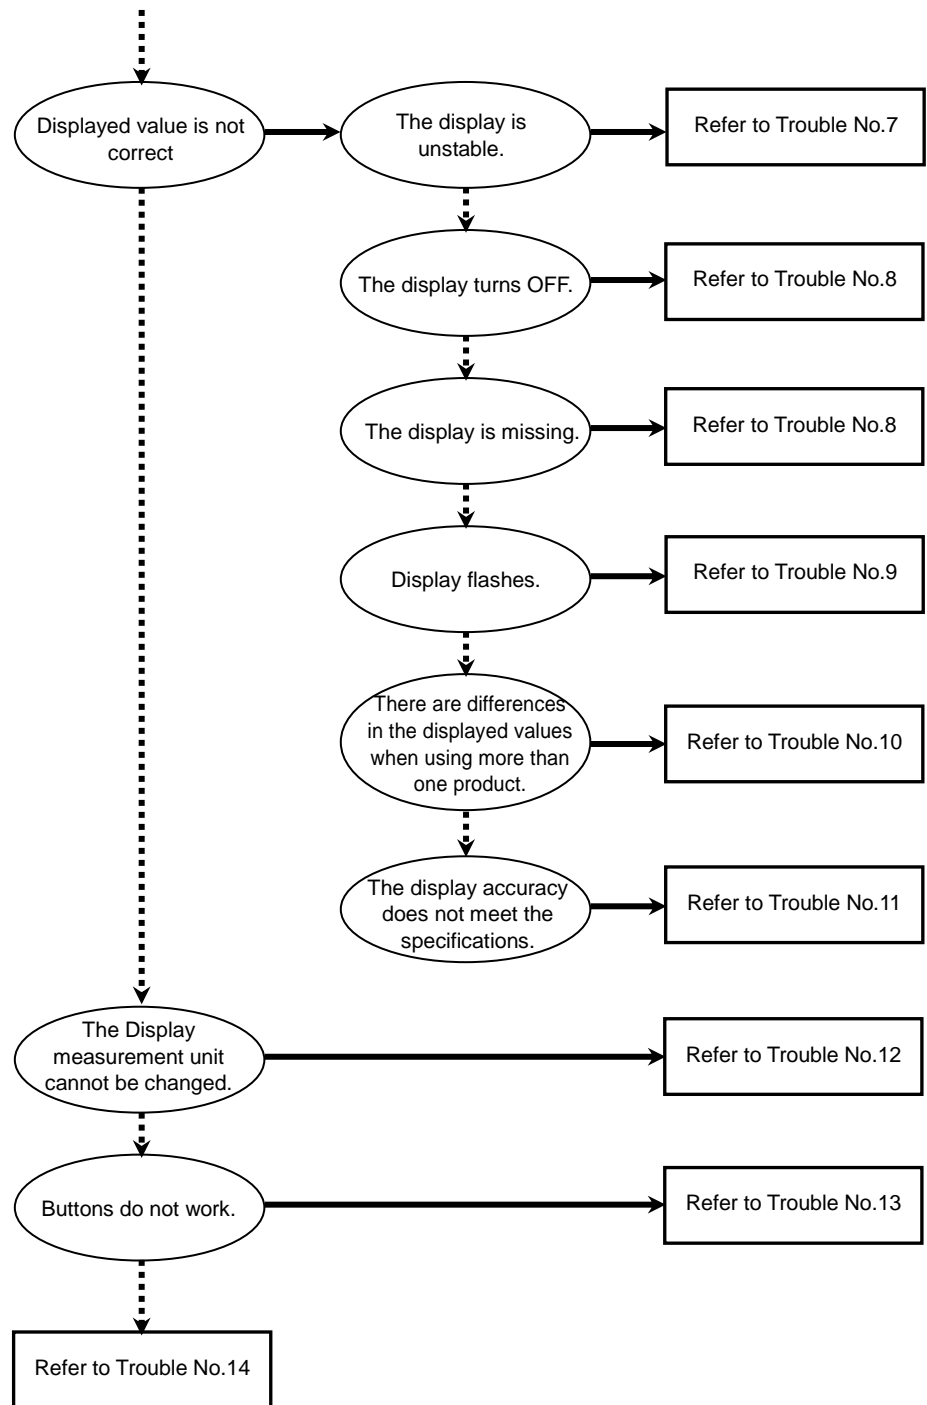 Displayed value is not
correct
The display is
unstable.
Refer to Trouble No.7
The display turns OFF.
Refer to Trouble No.8
The display is missing.
Refer to Trouble No.8
Display flashes.
Refer to Trouble No.9
There are differences
in the displayed values
when using more than
one product.
Refer to Trouble No.10
The display accuracy
does not meet the
specifications.
Refer to Trouble No.11
The Display
measurement unit
cannot be changed.
Refer to Trouble No.12
Buttons do not work.
Refer to Trouble No.13
Refer to Trouble No.14